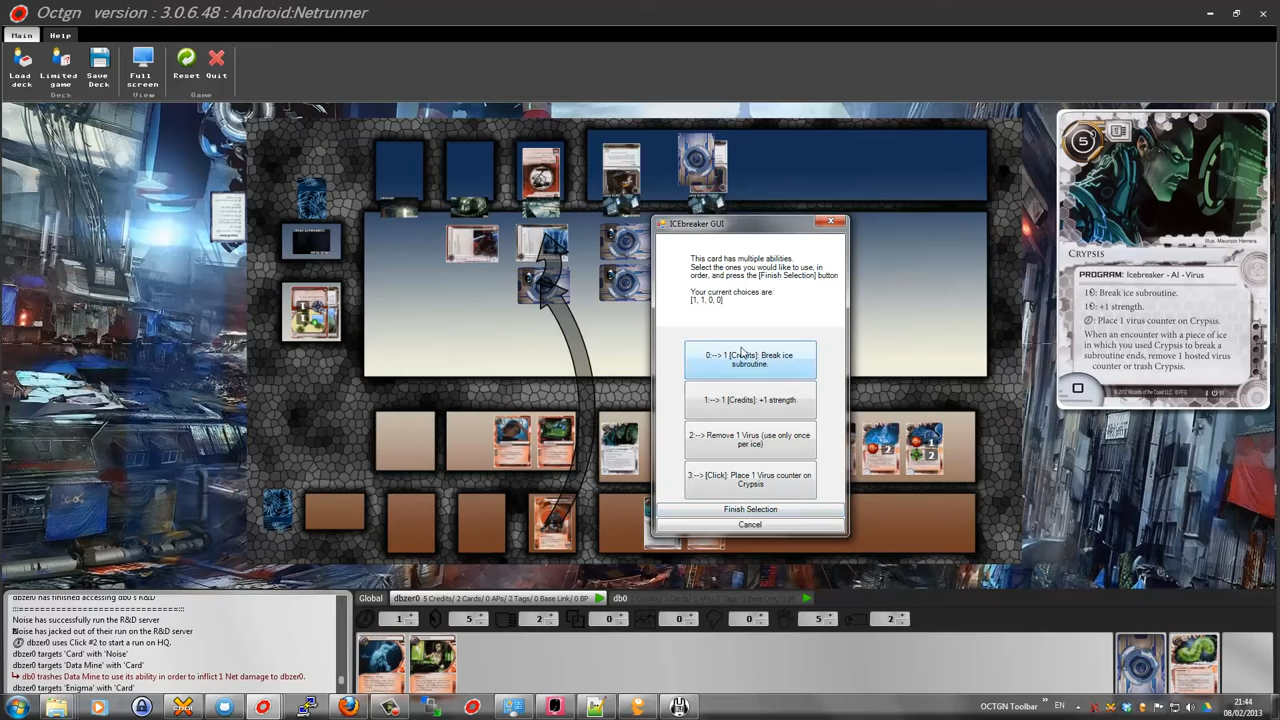 Octgn version : 3.0.6.48 : Android:Netrunner
Main Help
Load deck
Limited game
Save Deck
Deck
Full screen
View
Reset
Quit
Game
ICEbreaker GUI
This card has multiple abilities.
Select the ones you would like to use, in
order, and press the [Finish Selection] button
Your current choices are:
[1, 1, 0, 0]
0:--> 1 [Credits]: Break ice
subroutine.
1:--> 1 [Credits]: +1 strength.
2:--> Remove 1 Virus (use only once
per ice)
3:--> [Click]: Place 1 Virus counter on
Crypsis
Finish Selection
Cancel
5
Illus. Mauricio Herrera
CRYPSIS
PROGRAM: Icebreaker - AI - Virus
1: Break ice subroutine.
1: +1 strength.
: Place 1 virus counter on Crypsis.
When an encounter with a piece of ice
in which you used Crypsis to break a
subroutine ends, remove 1 hosted virus
counter or trash Crypsis.
2
2
Global dbzer0 5 Credits/ 2 Cards/ 0 APs/ 2 Tags/ 0 Base Link/ 0 BP db0
1 5 2 0 0 0 5 2
dbzer0 has finished accessing db0's R&D
:::==============================:::
Noise has successfully run the R&D server
Noise has jacked out of their run on the R&D server
dbzer0 uses Click #2 to start a run on HQ.
dbzer0 targets 'Card' with 'Noise'
dbzer0 targets 'Data Mine' with 'Card'
db0 trashes Data Mine to use its ability in order to inflict 1 Net damage to dbzer0.
dbzer0 targets 'Enigma' with 'Card'
OCTGN Toolbar
EN
21:44
08/02/2013